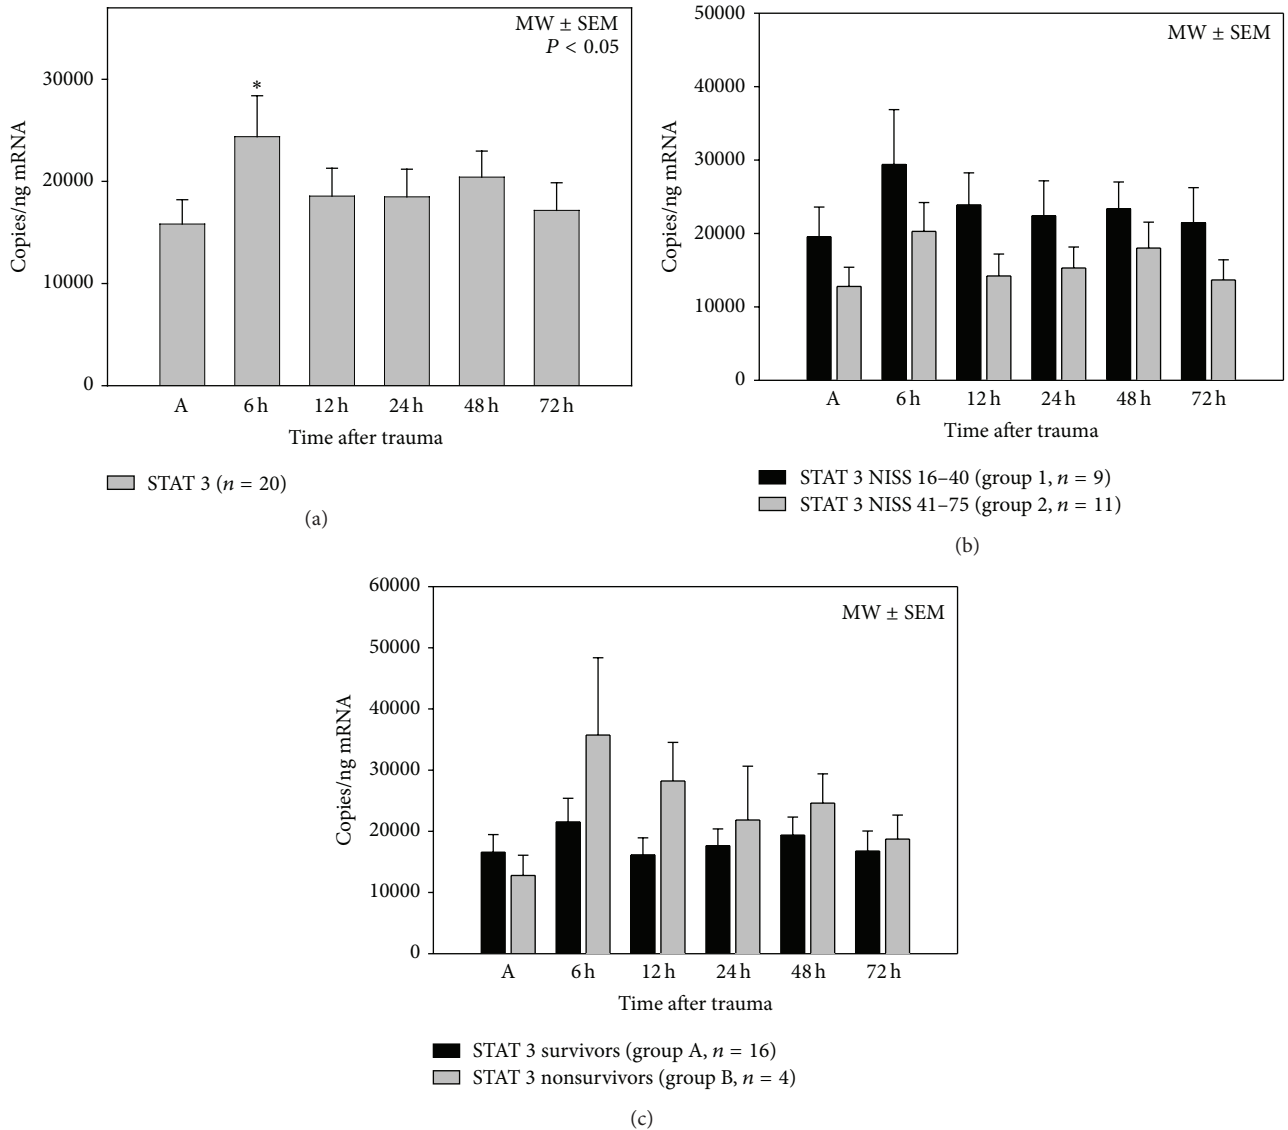 MW ± SEM
P < 0.05
30000
20000
10000
0
Copies/ng mRNA
A 6 h 12 h 24 h 48 h 72 h
*
Time after trauma
STAT 3 (n = 20)
(a)
MW ± SEM
50000
40000
30000
20000
10000
0
Copies/ng mRNA
A 6 h 12 h 24 h 48 h 72 h
Time after trauma
STAT 3 NISS 16–40 (group 1, n = 9)
STAT 3 NISS 41–75 (group 2, n = 11)
(b)
MW ± SEM
60000
50000
40000
30000
20000
10000
0
Copies/ng mRNA
A 6 h 12 h 24 h 48 h 72 h
Time after trauma
STAT 3 survivors (group A, n = 16)
STAT 3 nonsurvivors (group B, n = 4)
(c)